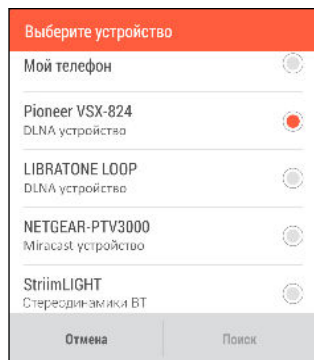 Выберите устройство
Мой телефон
Pioneer VSX-824
DLNA устройство
LIBRATONE LOOP
DLNA устройство
NETGEAR-PTV3000
Miracast устройство
StriimLIGHT
Стереодинамики BT
Отмена
Поиск